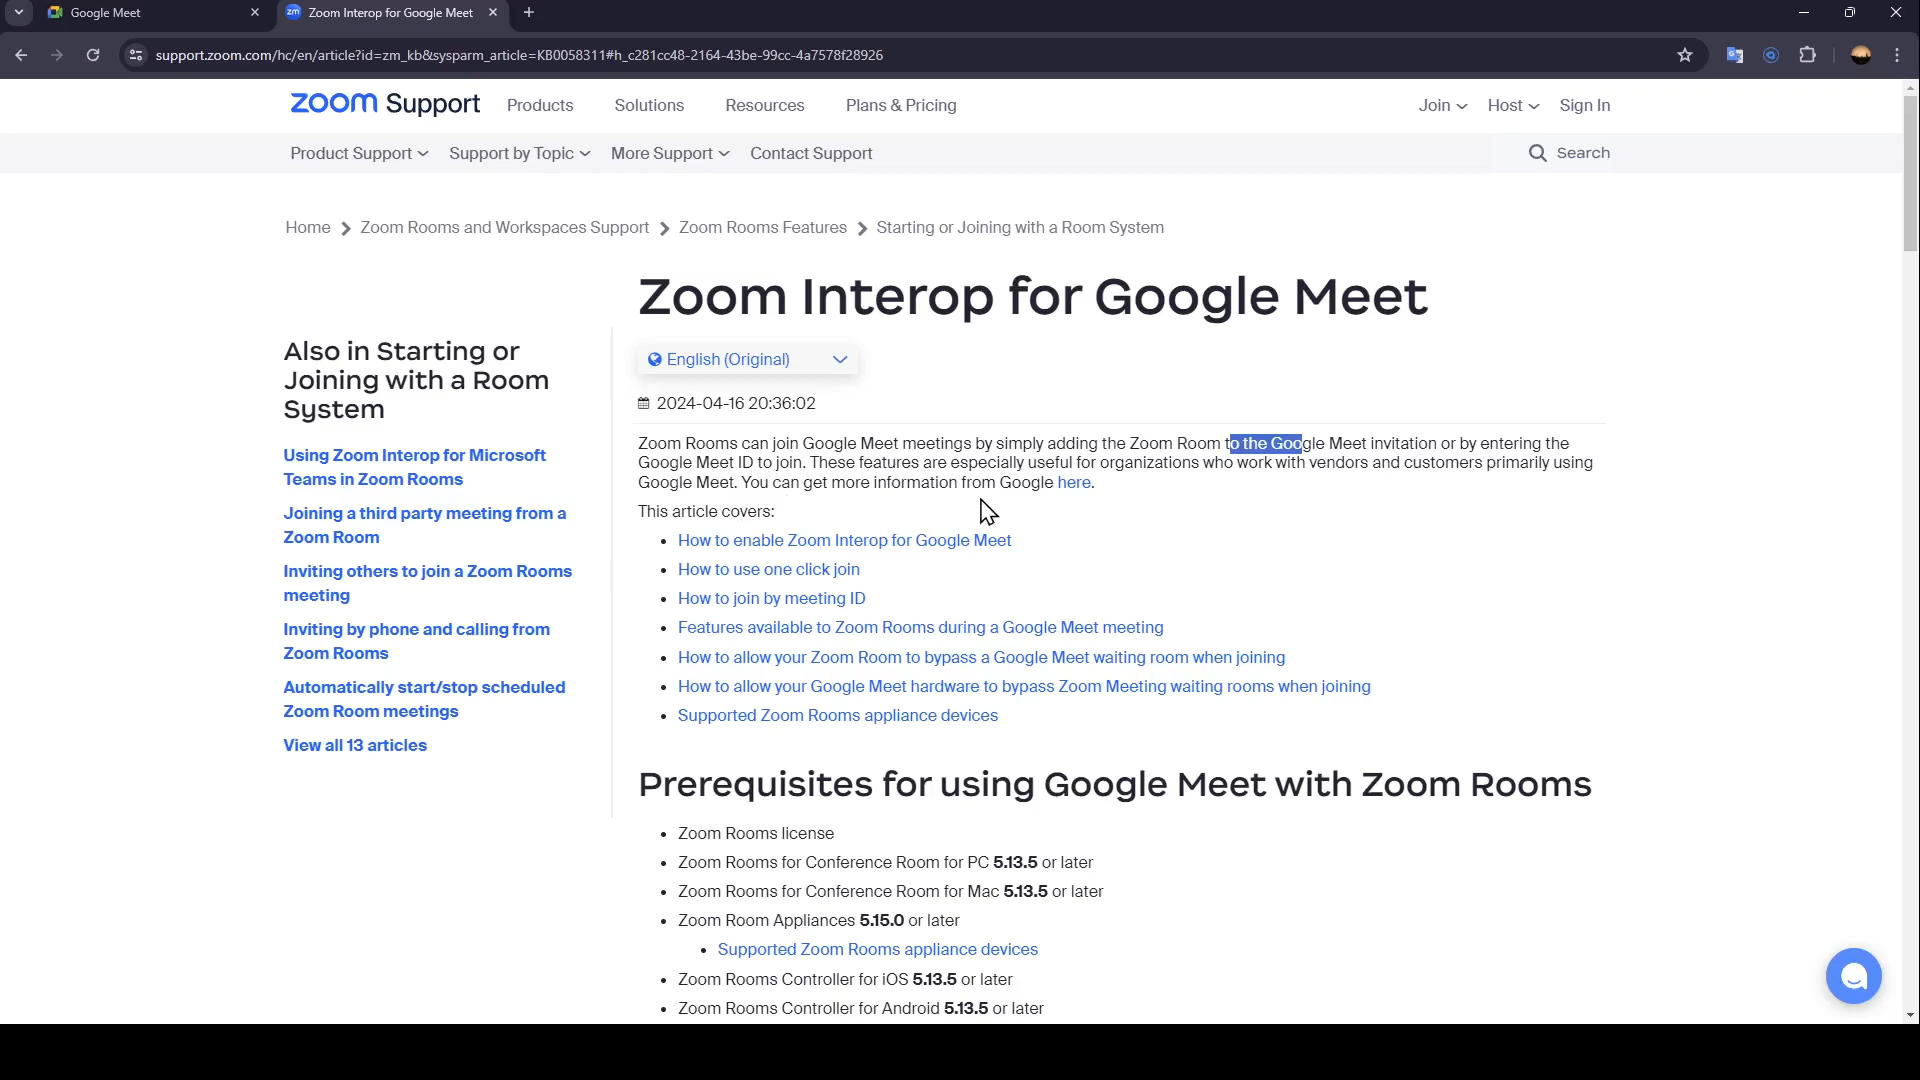 Google Meet
Zoom Interop for Google Meet
support.zoom.com/hc/en/article?id=zm_kb&sysparm_article=KB0058311#h_c281cc48-2164-43be-99cc-4a7578f28926
zoom Support Products Solutions Resources Plans & Pricing Join Host Sign In
Product Support Support by Topic More Support Contact Support Search
Home > Zoom Rooms and Workspaces Support > Zoom Rooms Features > Starting or Joining with a Room System
Zoom Interop for Google Meet
English (Original)
2024-04-16 20:36:02
Zoom Rooms can join Google Meet meetings by simply adding the Zoom Room to the Google Meet invitation or by entering the
Google Meet ID to join. These features are especially useful for organizations who work with vendors and customers primarily using
Google Meet. You can get more information from Google here.
This article covers:
• How to enable Zoom Interop for Google Meet
• How to use one click join
• How to join by meeting ID
• Features available to Zoom Rooms during a Google Meet meeting
• How to allow your Zoom Room to bypass a Google Meet waiting room when joining
• How to allow your Google Meet hardware to bypass Zoom Meeting waiting rooms when joining
• Supported Zoom Rooms appliance devices
Also in Starting or
Joining with a Room
System
Using Zoom Interop for Microsoft
Teams in Zoom Rooms
Joining a third party meeting from a
Zoom Room
Inviting others to join a Zoom Rooms
meeting
Inviting by phone and calling from
Zoom Rooms
Automatically start/stop scheduled
Zoom Room meetings
View all 13 articles
Prerequisites for using Google Meet with Zoom Rooms
• Zoom Rooms license
• Zoom Rooms for Conference Room for PC 5.13.5 or later
• Zoom Rooms for Conference Room for Mac 5.13.5 or later
• Zoom Room Appliances 5.15.0 or later
• Supported Zoom Rooms appliance devices
• Zoom Rooms Controller for iOS 5.13.5 or later
• Zoom Rooms Controller for Android 5.13.5 or later